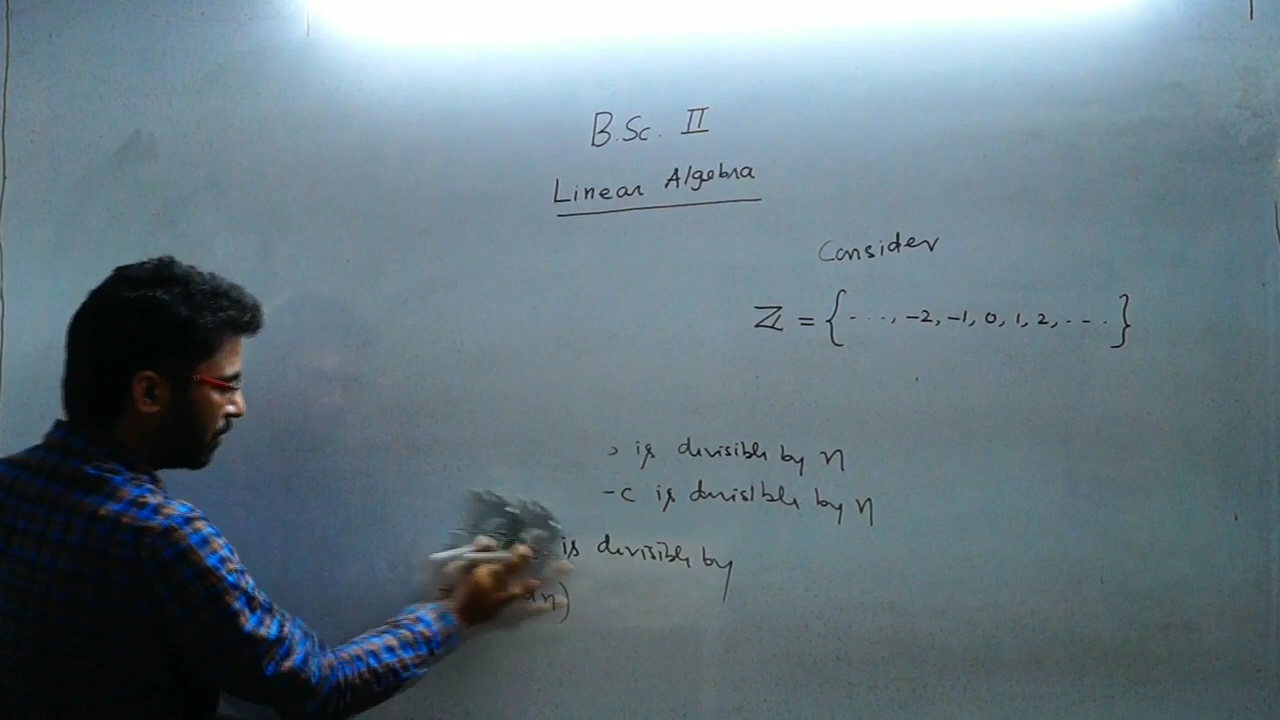 B.Sc. II
Linear Algebra
Consider
ℤ = {- ..., -2, -1, 0, 1, 2, - - - }
is divisible by n
-c is divisible by n
is divisible by
n)